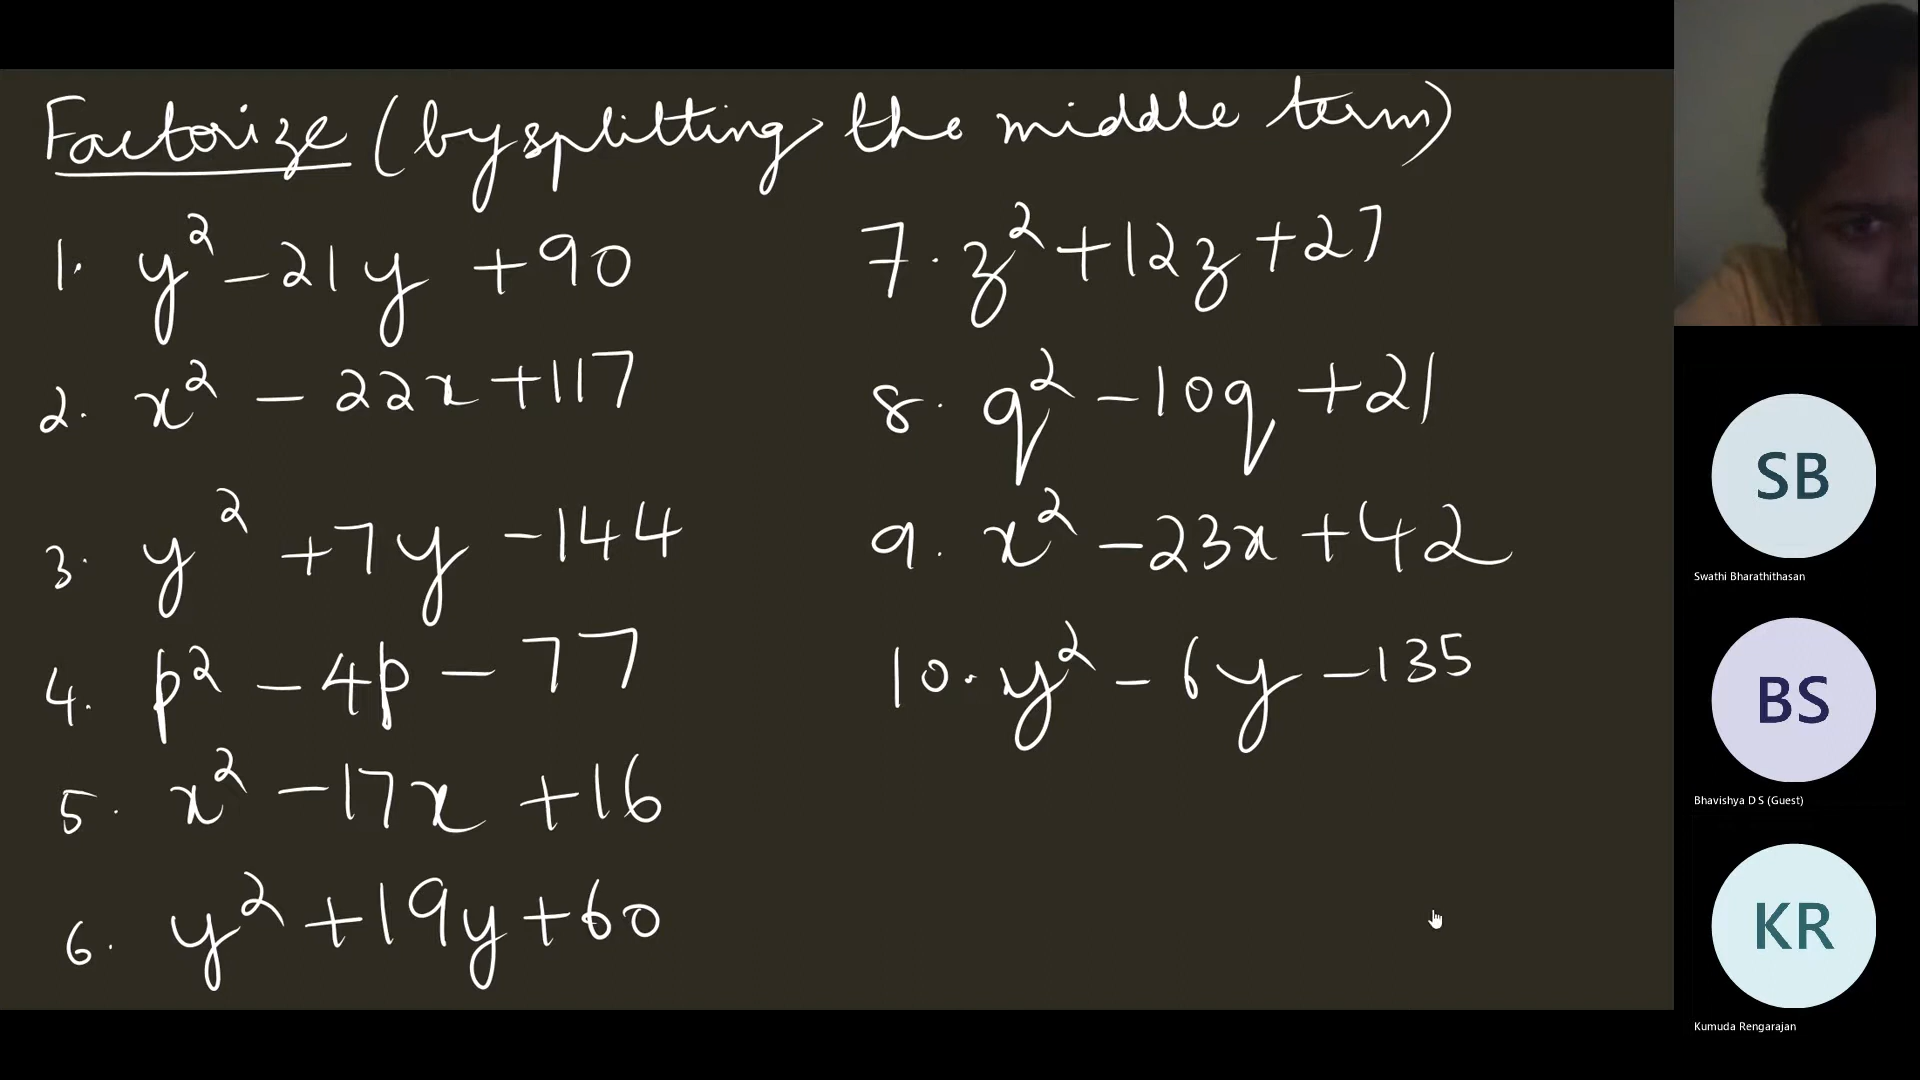 Factorize (by splitting the middle term)
1. y² - 21y + 90
2. x² - 22x + 117
3. y² + 7y - 144
4. p² - 4p - 77
5. x² - 17x + 16
6. y² + 19y + 60
7. z² + 12z + 27
8. q² - 10q + 21
9. x² - 23x + 42
10. y² - 6y - 135
SB
Swathi Bharathithasan
BS
Bhavishya D S (Guest)
KR
Kumuda Rengarajan